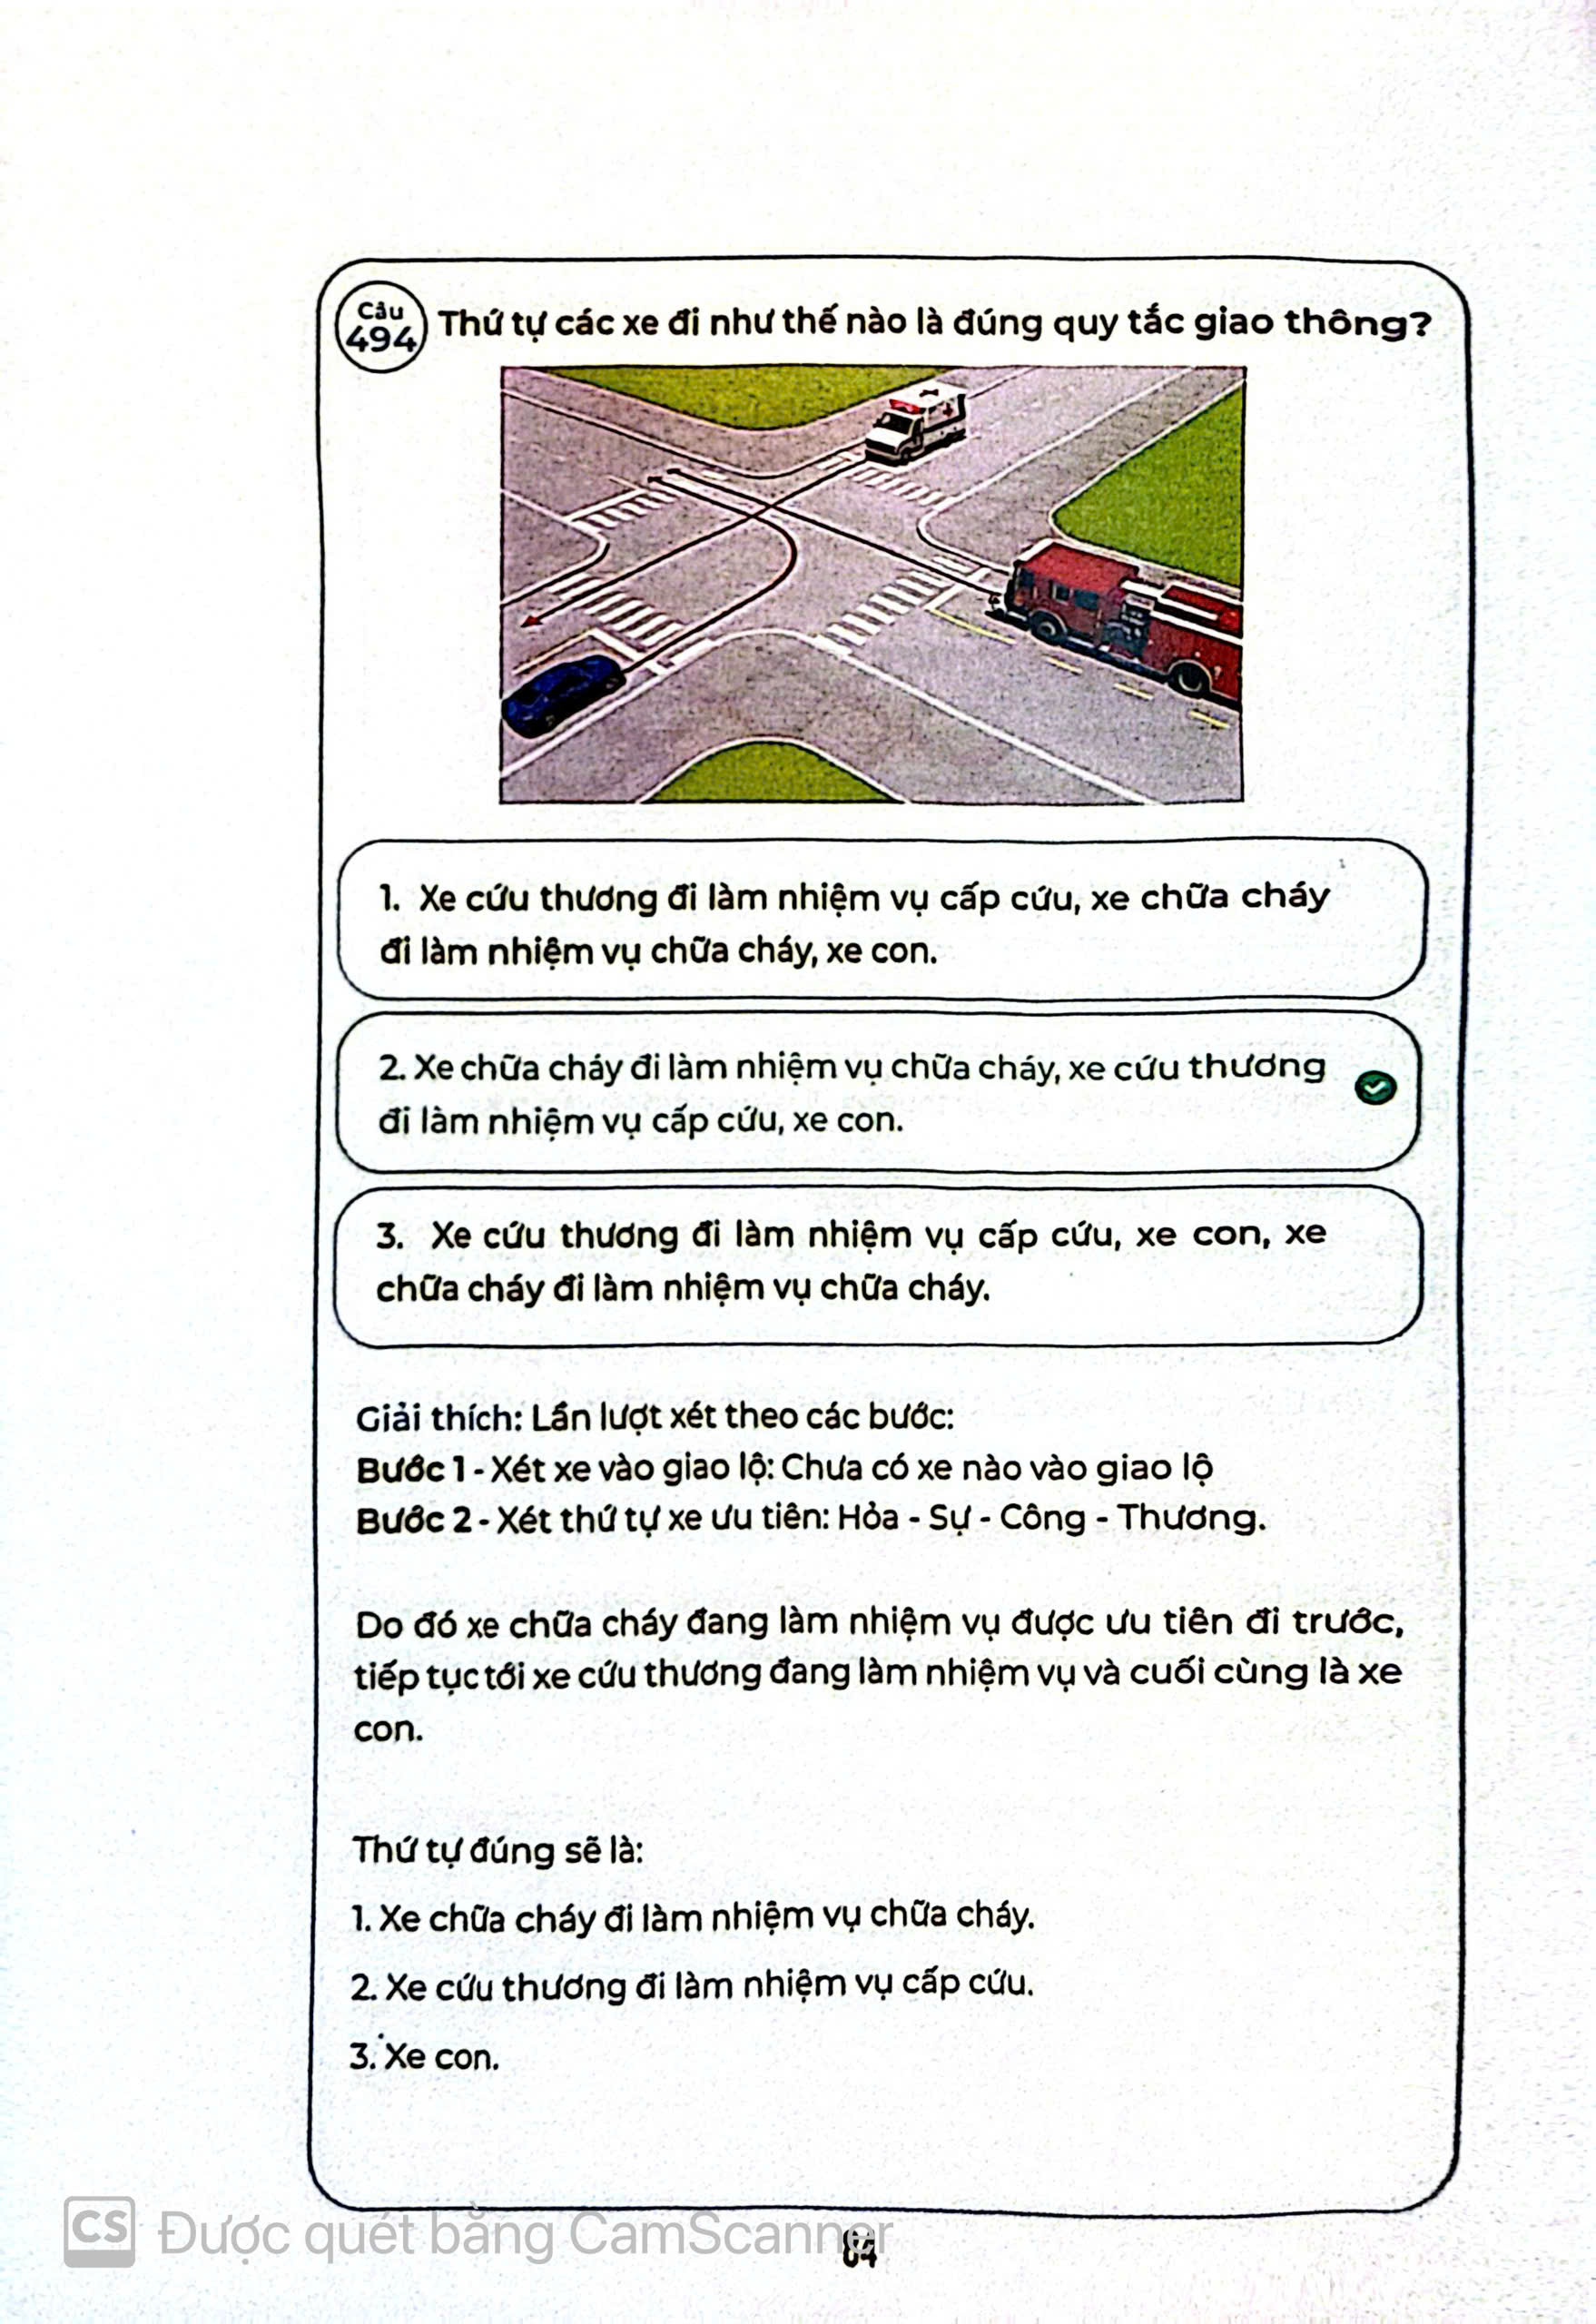 Câu
494
Thứ tự các xe đi như thế nào là đúng quy tắc giao thông?
1. Xe cứu thương đi làm nhiệm vụ cấp cứu, xe chữa cháy
đi làm nhiệm vụ chữa cháy, xe con.
2. Xe chữa cháy đi làm nhiệm vụ chữa cháy, xe cứu thương
đi làm nhiệm vụ cấp cứu, xe con.
3. Xe cứu thương đi làm nhiệm vụ cấp cứu, xe con, xe
chữa cháy đi làm nhiệm vụ chữa cháy.
Giải thích: Lần lượt xét theo các bước:
Bước 1 - Xét xe vào giao lộ: Chưa có xe nào vào giao lộ
Bước 2 - Xét thứ tự xe ưu tiên: Hỏa - Sự - Công - Thương.
Do đó xe chữa cháy đang làm nhiệm vụ được ưu tiên đi trước,
tiếp tục tới xe cứu thương đang làm nhiệm vụ và cuối cùng là xe
con.
Thứ tự đúng sẽ là:
1. Xe chữa cháy đi làm nhiệm vụ chữa cháy.
2. Xe cứu thương đi làm nhiệm vụ cấp cứu.
3. Xe con.
CS Được quét bằng CamScanner